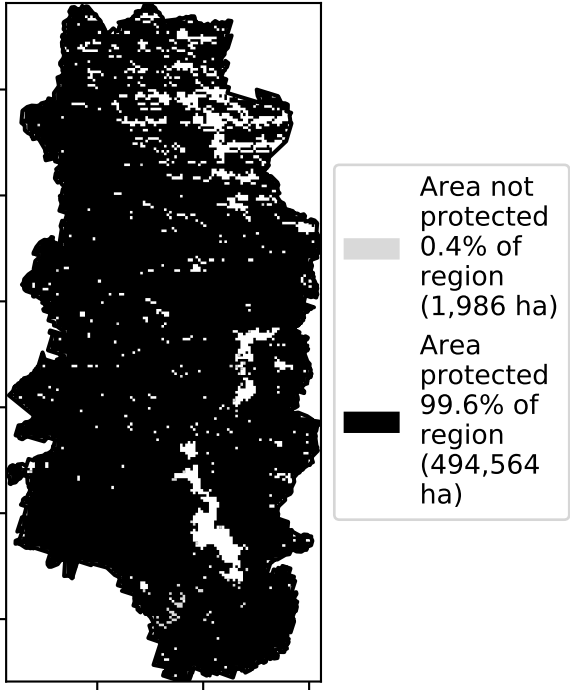 Area not
protected
0.4% of
region
(1,986 ha)
Area
protected
99.6% of
region
(494,564
ha)